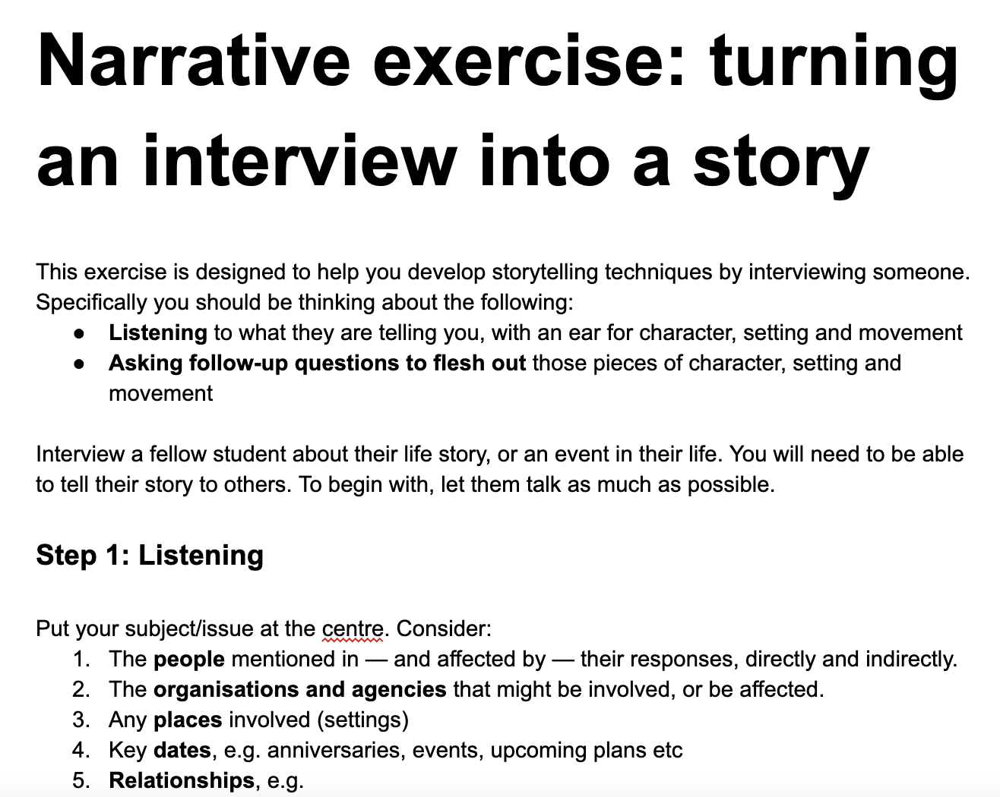 Narrative exercise: turning
an interview into a story
This exercise is designed to help you develop storytelling techniques by interviewing someone.
Specifically you should be thinking about the following:
● Listening to what they are telling you, with an ear for character, setting and movement
● Asking follow-up questions to flesh out those pieces of character, setting and
movement
Interview a fellow student about their life story, or an event in their life. You will need to be able
to tell their story to others. To begin with, let them talk as much as possible.
Step 1: Listening
Put your subject/issue at the centre. Consider:
1. The people mentioned in — and affected by — their responses, directly and indirectly.
2. The organisations and agencies that might be involved, or be affected.
3. Any places involved (settings)
4. Key dates, e.g. anniversaries, events, upcoming plans etc
5. Relationships, e.g.